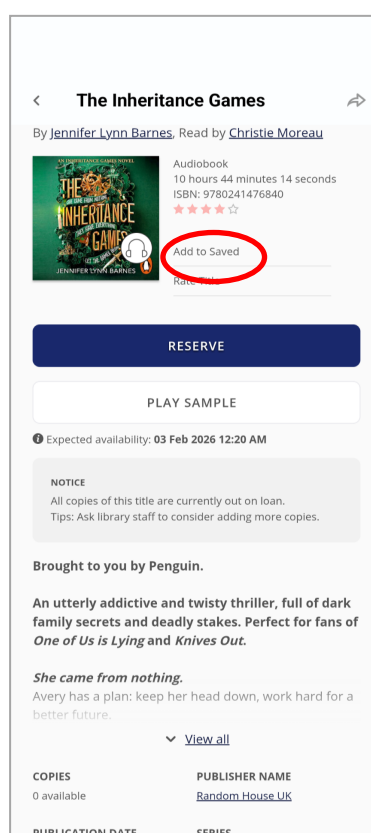 The Inheritance Games
By Jennifer Lynn Barnes, Read by Christie Moreau
AN INHERITANCE GAMES NOVEL
THE
INHERITANCE
GAMES
JENNIFER LYNN BARNES
Audiobook
10 hours 44 minutes 14 seconds
ISBN: 9780241476840
Add to Saved
Rate Title
RESERVE
PLAY SAMPLE
Expected availability: 03 Feb 2026 12:20 AM
NOTICE
All copies of this title are currently out on loan.
Tips: Ask library staff to consider adding more copies.
Brought to you by Penguin.
An utterly addictive and twisty thriller, full of dark
family secrets and deadly stakes. Perfect for fans of
One of Us is Lying and Knives Out.
She came from nothing.
Avery has a plan: keep her head down, work hard for a
better future.
View all
COPIES
0 available
PUBLISHER NAME
Random House UK
PUBLICATION DATE
SERIES